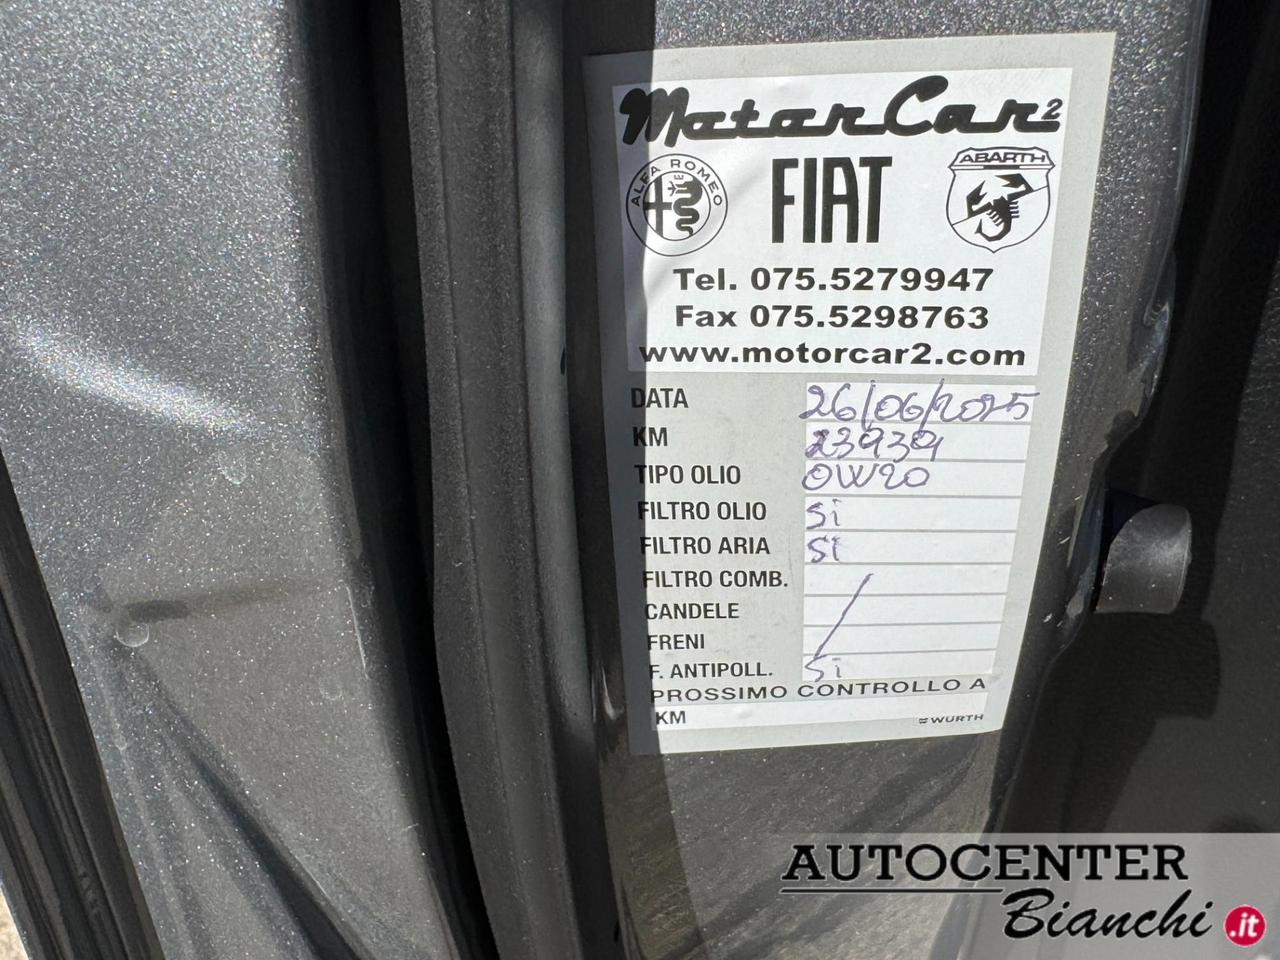 MotorCar2
ALFA ROMEO
FIAT
ABARTH
Tel. 075.5279947
Fax 075.5298763
www.motorcar2.com
DATA 26/06/2025
KM 23939
TIPO OLIO 0W20
FILTRO OLIO Si
FILTRO ARIA Si
FILTRO COMB. /
CANDELE
FRENI
F. ANTIPOLL. Si
PROSSIMO CONTROLLO A
KM
WÜRTH
AUTOCENTER
Bianchi.it